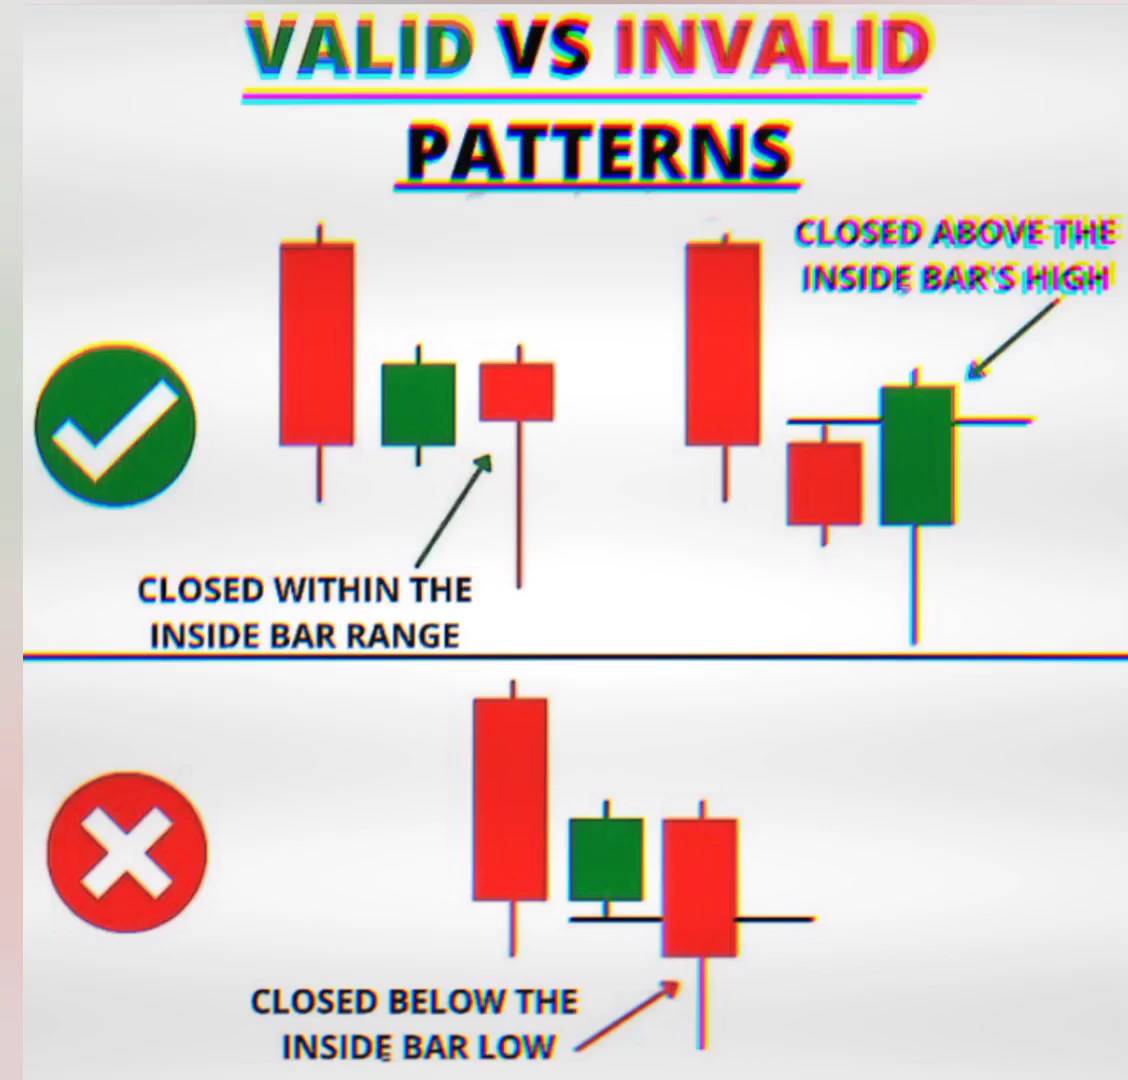 VALID VS INVALID
PATTERNS
CLOSED ABOVE THE
INSIDE BAR'S HIGH
CLOSED WITHIN THE
INSIDE BAR RANGE
CLOSED BELOW THE
INSIDE BAR LOW